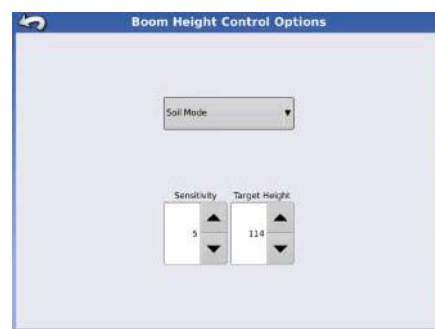 Boom Height Control Options
Soil Mode
Sensitivity Target Height
5 114